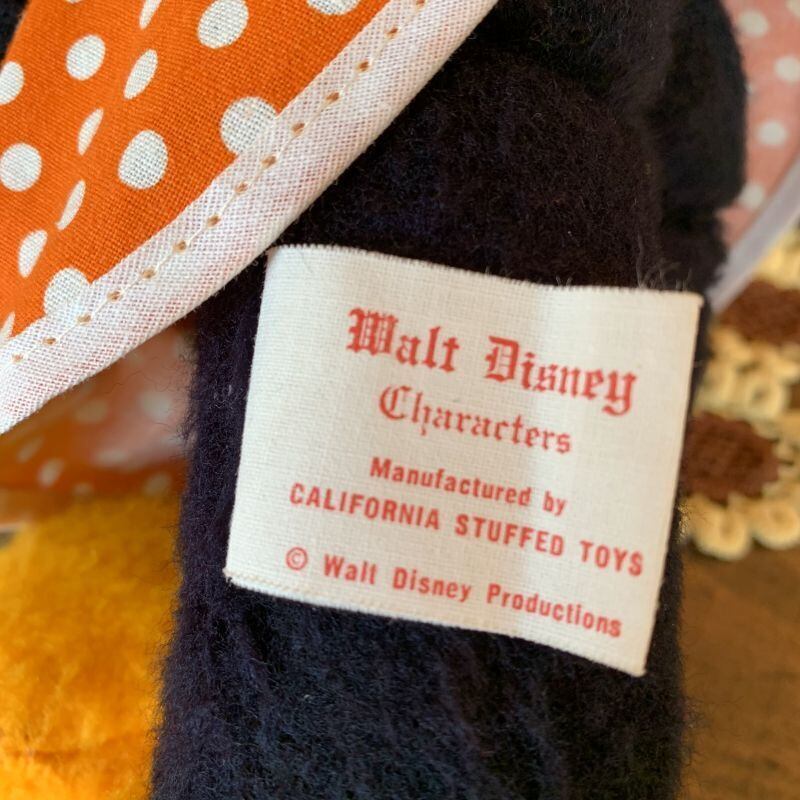 Walt Disney
Characters
Manufactured by
CALIFORNIA STUFFED TOYS
© Walt Disney Productions